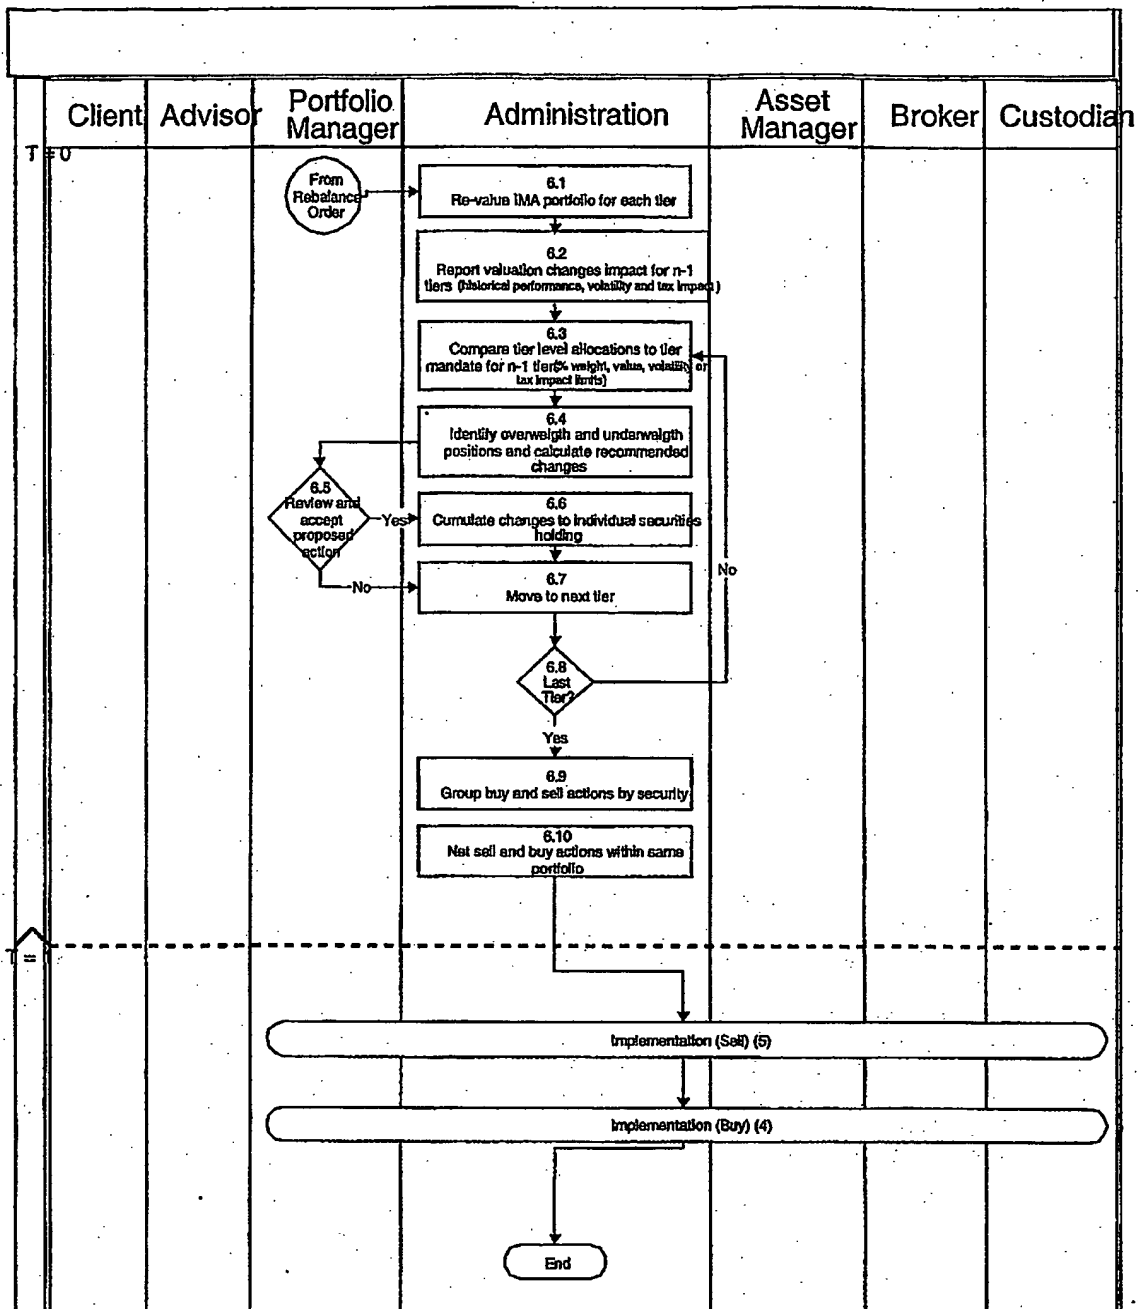 Client Advisor Portfolio Manager Administration Asset Manager Broker Custodian
T=0
From
Rebalance
Order
6.1
Re-value IMA portfolio for each tier
6.2
Report valuation changes impact for n-1
tiers (historical performance, volatility and tax impact)
6.3
Compare tier level allocations to tier
mandate for n-1 tier(% weight, value, volatility or
tax impact limits)
6.4
Identify overweigth and underweigth
positions and calculate recommended
changes
6.5
Review and
accept
proposed
action
Yes
6.6
Cumulate changes to individual securities
holding
No
6.7
Move to next tier
No
6.8
Last
Tier?
Yes
6.9
Group buy and sell actions by security
6.10
Net sell and buy actions within same
portfolio
T =
Implementation (Sell) (5)
Implementation (Buy) (4)
End